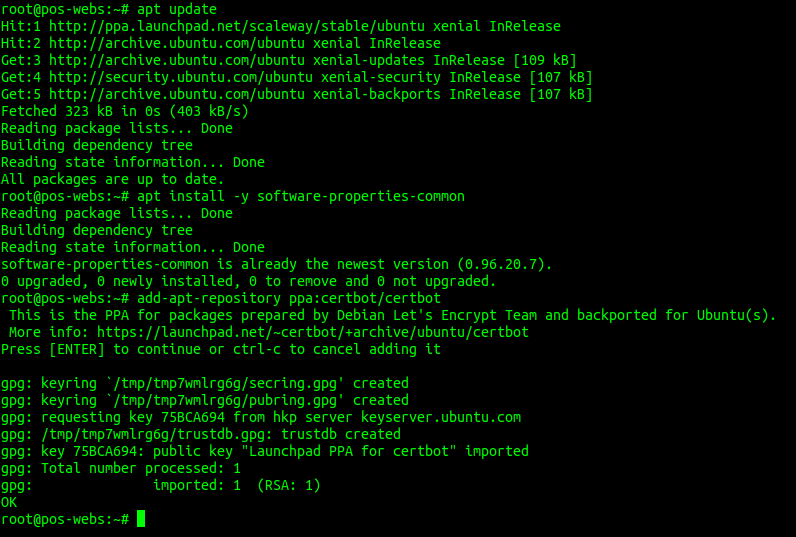 root@pos-webs:~# apt update
Hit:1 http://ppa.launchpad.net/scaleway/stable/ubuntu xenial InRelease
Hit:2 http://archive.ubuntu.com/ubuntu xenial InRelease
Get:3 http://archive.ubuntu.com/ubuntu xenial-updates InRelease [109 kB]
Get:4 http://security.ubuntu.com/ubuntu xenial-security InRelease [107 kB]
Get:5 http://archive.ubuntu.com/ubuntu xenial-backports InRelease [107 kB]
Fetched 323 kB in 0s (403 kB/s)
Reading package lists... Done
Building dependency tree
Reading state information... Done
All packages are up to date.
root@pos-webs:~# apt install -y software-properties-common
Reading package lists... Done
Building dependency tree
Reading state information... Done
software-properties-common is already the newest version (0.96.20.7).
0 upgraded, 0 newly installed, 0 to remove and 0 not upgraded.
root@pos-webs:~# add-apt-repository ppa:certbot/certbot
 This is the PPA for packages prepared by Debian Let's Encrypt Team and backported for Ubuntu(s).
 More info: https://launchpad.net/~certbot/+archive/ubuntu/certbot
Press [ENTER] to continue or ctrl-c to cancel adding it

gpg: keyring `/tmp/tmp7wmlrg6g/secring.gpg' created
gpg: keyring `/tmp/tmp7wmlrg6g/pubring.gpg' created
gpg: requesting key 75BCA694 from hkp server keyserver.ubuntu.com
gpg: /tmp/tmp7wmlrg6g/trustdb.gpg: trustdb created
gpg: key 75BCA694: public key "Launchpad PPA for certbot" imported
gpg: Total number processed: 1
gpg:               imported: 1  (RSA: 1)
OK
root@pos-webs:~#